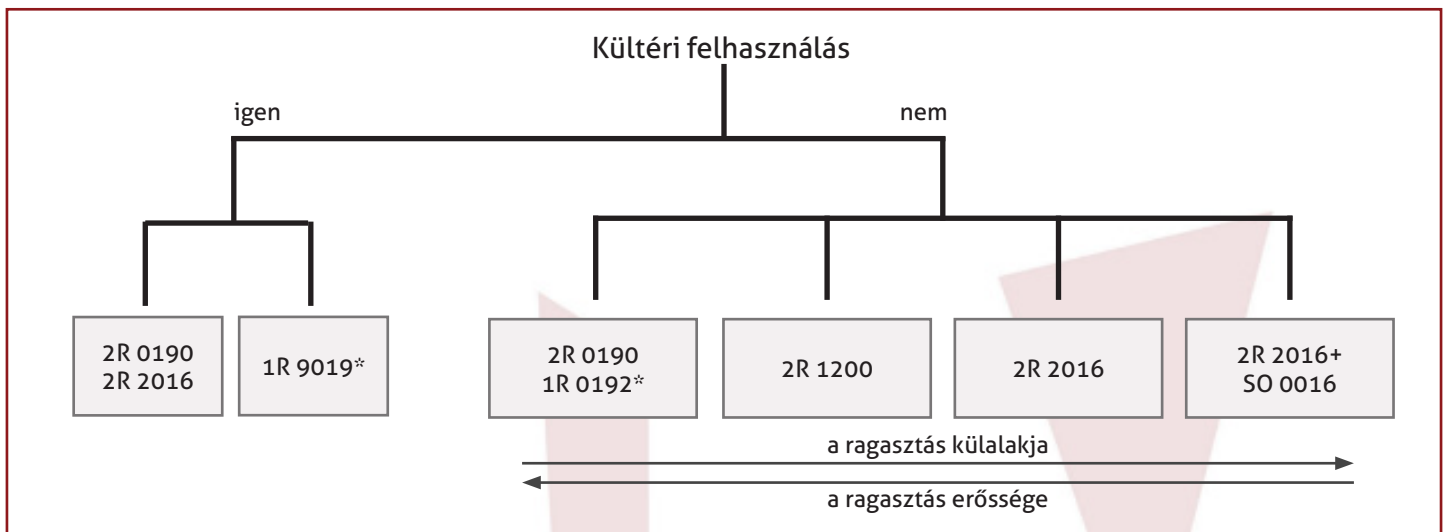 Kültéri felhasználás
igen
nem
2R 0190
2R 2016
1R 9019*
2R 0190
1R 0192*
2R 1200
2R 2016
2R 2016+
SO 0016
a ragasztás külalakja
a ragasztás erőssége